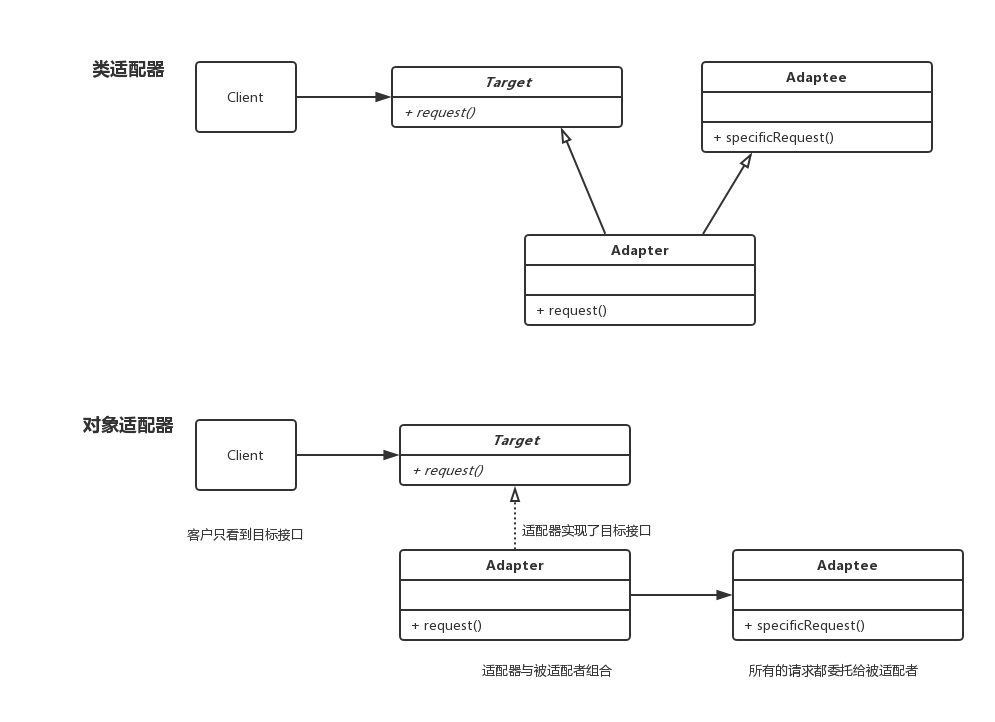 类适配器
Client
Target
+ request()
Adaptee
+ specificRequest()
Adapter
+ request()
对象适配器
Client
Target
+ request()
客户只看到目标接口
适配器实现了目标接口
Adapter
+ request()
Adaptee
+ specificRequest()
适配器与被适配者组合
所有的请求都委托给被适配者